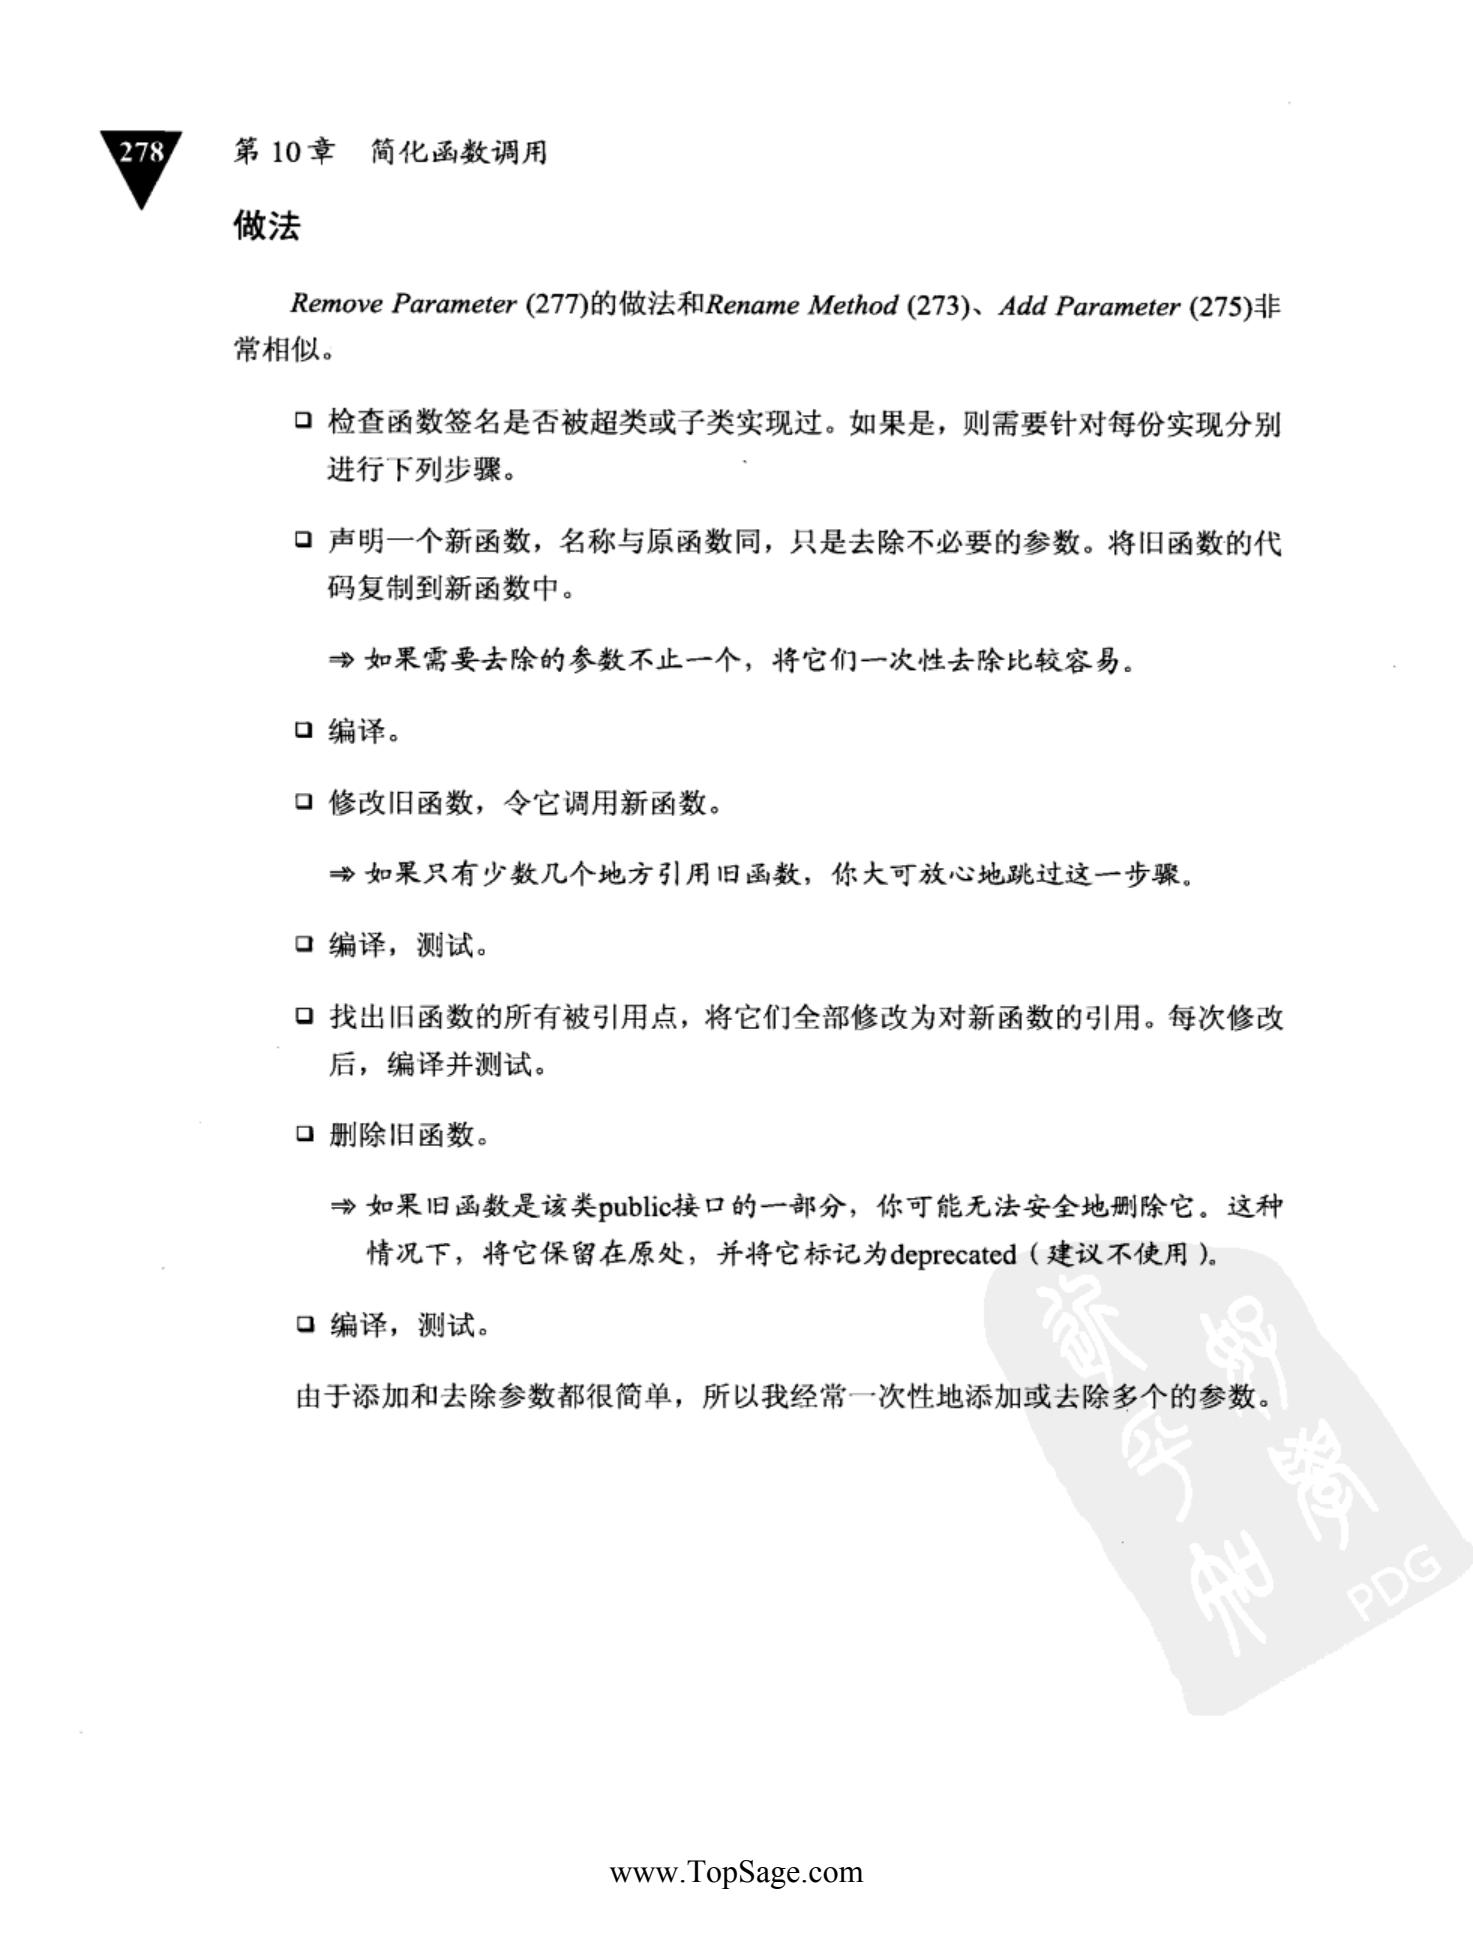 278
第 10 章 简化函数调用
做法
Remove Parameter (277)的做法和Rename Method (273)、Add Parameter (275)非
常相似。
❑ 检查函数签名是否被超类或子类实现过。如果是，则需要针对每份实现分别
进行下列步骤。
❑ 声明一个新函数，名称与原函数同，只是去除不必要的参数。将旧函数的代
码复制到新函数中。
⇒ 如果需要去除的参数不止一个，将它们一次性去除比较容易。
❑ 编译。
❑ 修改旧函数，令它调用新函数。
⇒ 如果只有少数几个地方引用旧函数，你大可放心地跳过这一步骤。
❑ 编译，测试。
❑ 找出旧函数的所有被引用点，将它们全部修改为对新函数的引用。每次修改
后，编译并测试。
❑ 删除旧函数。
⇒ 如果旧函数是该类public接口的一部分，你可能无法安全地删除它。这种
情况下，将它保留在原处，并将它标记为deprecated（建议不使用）。
❑ 编译，测试。
由于添加和去除参数都很简单，所以我经常一次性地添加或去除多个的参数。
PDG
www.TopSage.com